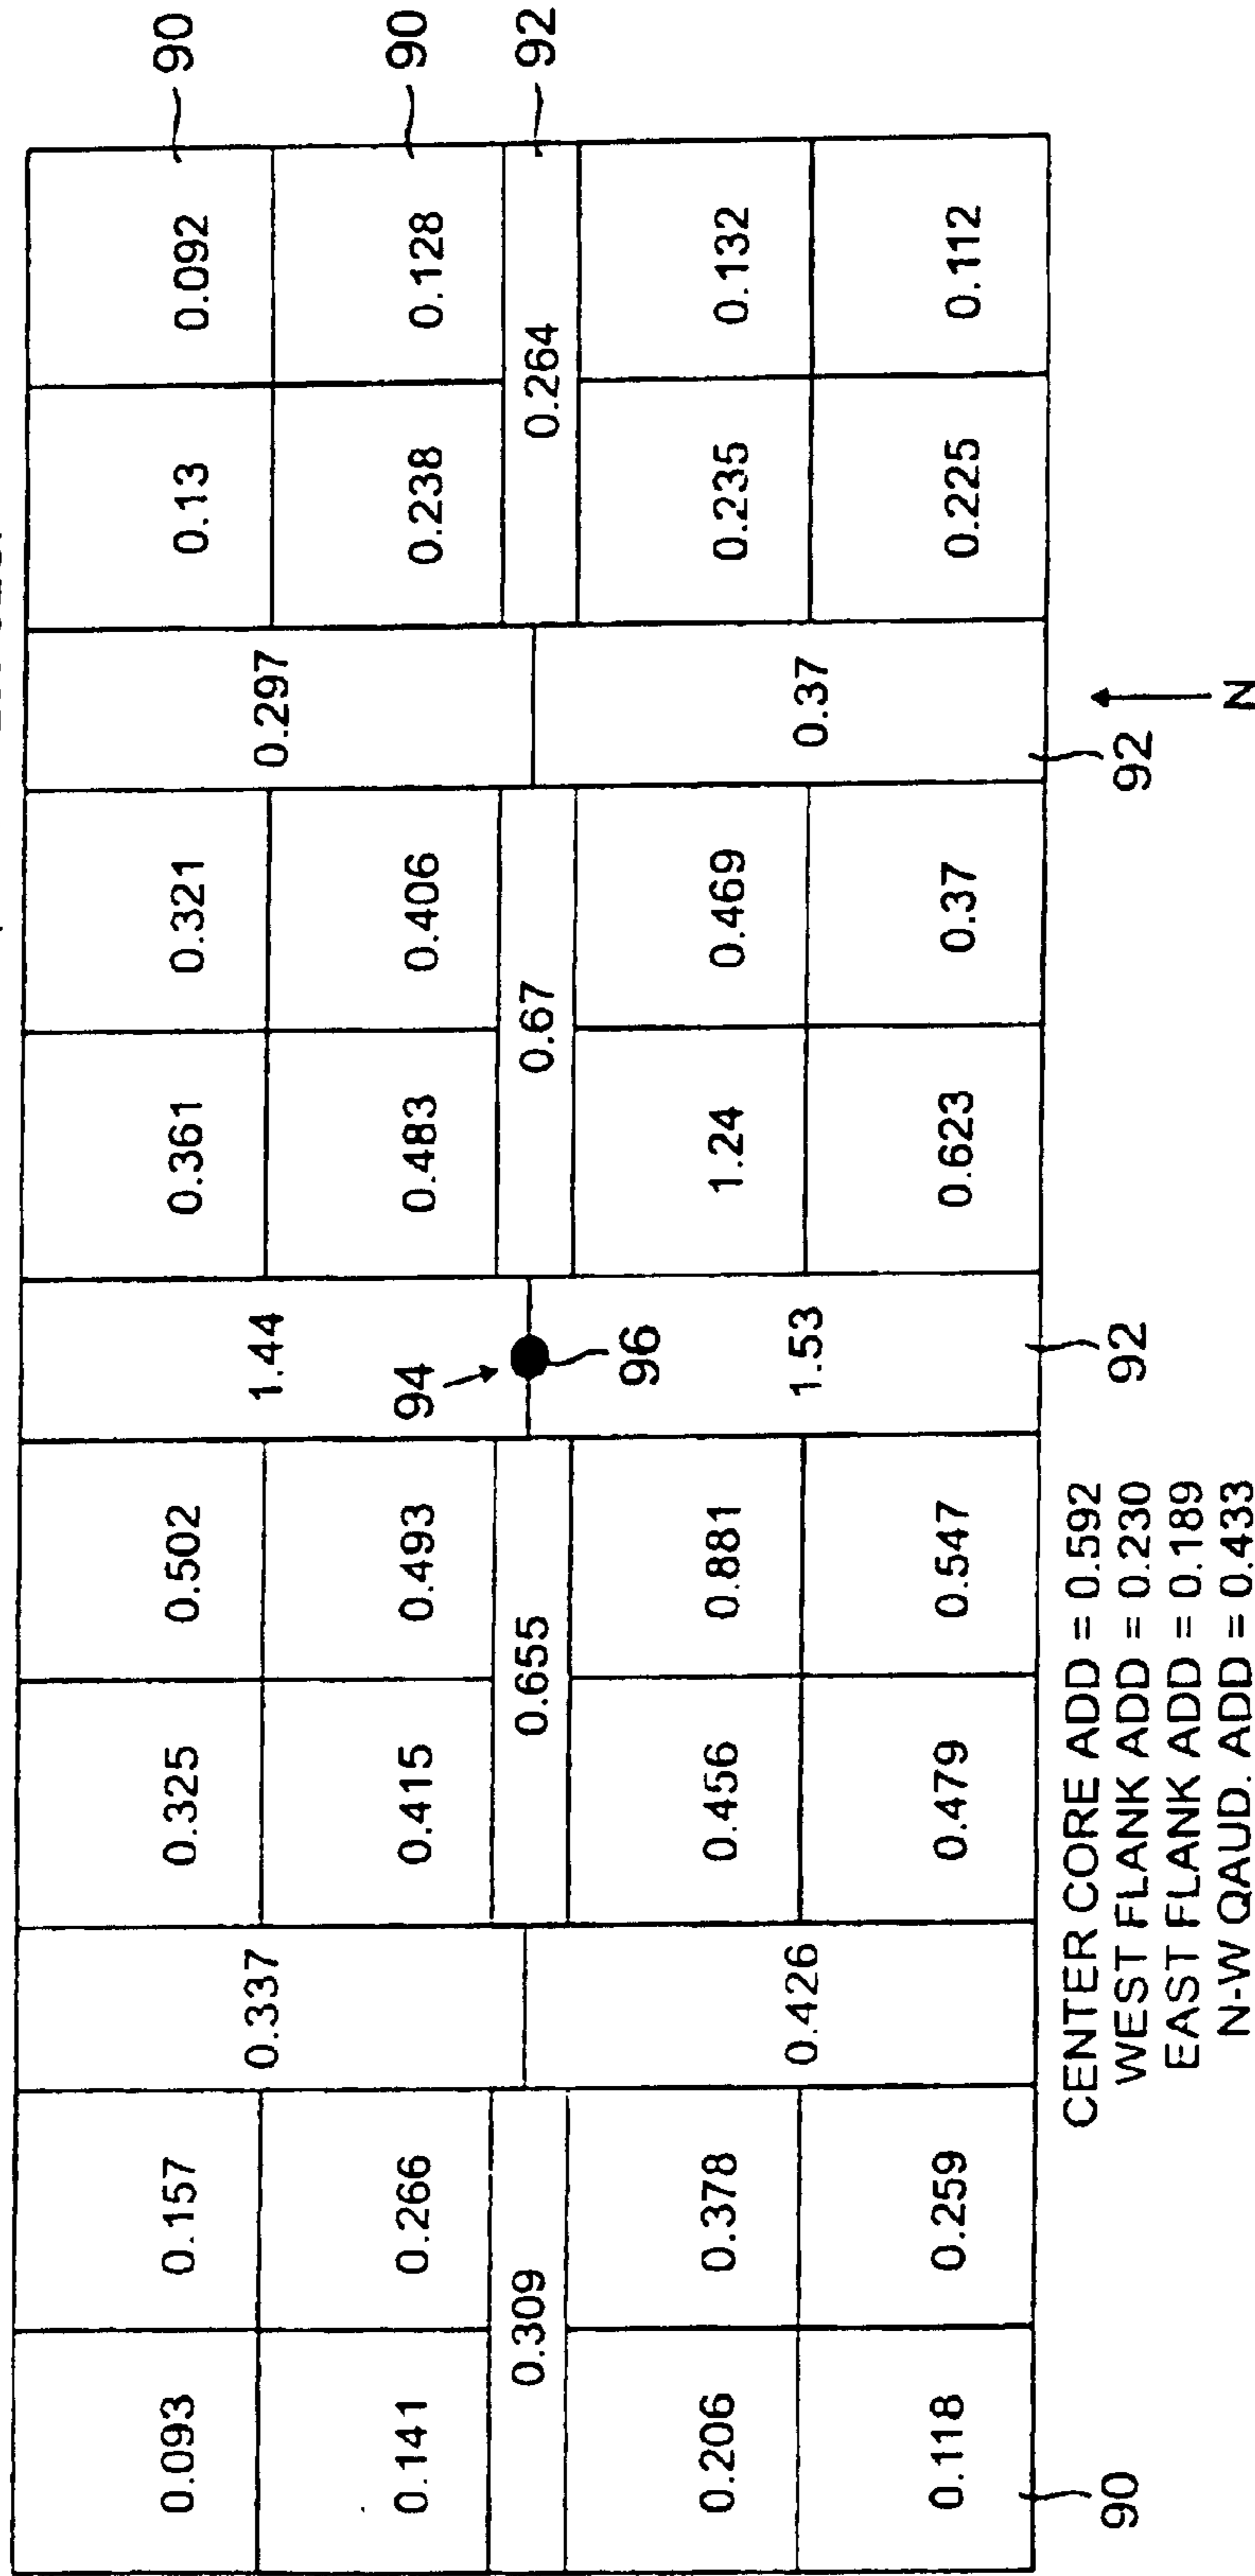 0.093 0.157 0.325 0.502 0.361 0.321 0.13 0.092 90
0.337 1.44 0.297
0.141 0.266 0.415 0.493 94 0.483 0.406 0.238 0.128 90
0.309 0.655 0.67 0.264 92
96
0.206 0.378 0.456 0.881 1.24 0.469 0.235 0.132
0.426 1.53 0.37
0.118 0.259 0.479 0.547 0.623 0.37 0.225 0.112
90 92 92
CENTER CORE ADD = 0.592
WEST FLANK ADD = 0.230
EAST FLANK ADD = 0.189
N-W QAUD. ADD = 0.433
N